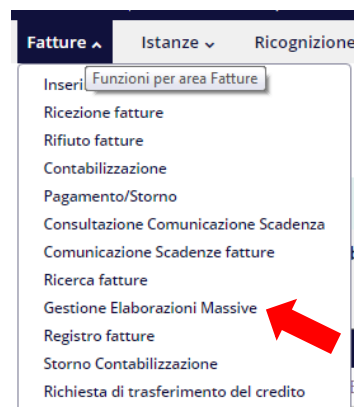 Fatture Istanze Ricognizione
Funzioni per area Fatture
Ricezione fatture
Rifiuto fatture
Contabilizzazione
Pagamento/Storno
Consultazione Comunicazione Scadenza
Comunicazione Scadenze fatture
Ricerca fatture
Gestione Elaborazioni Massive
Registro fatture
Storno Contabilizzazione
Richiesta di trasferimento del credito